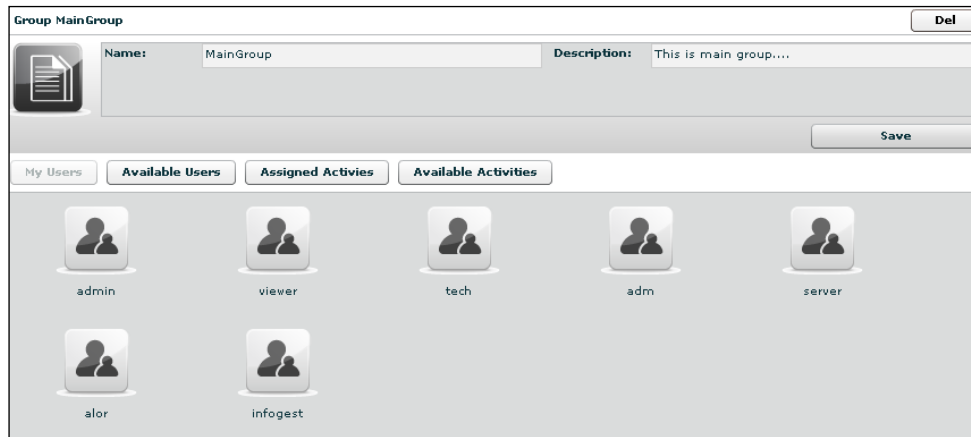 Group MainGroup
Del
Name:
MainGroup
Description:
This is main group....
Save
My Users
Available Users
Assigned Activies
Available Activities
admin
viewer
tech
adm
server
alor
infogest